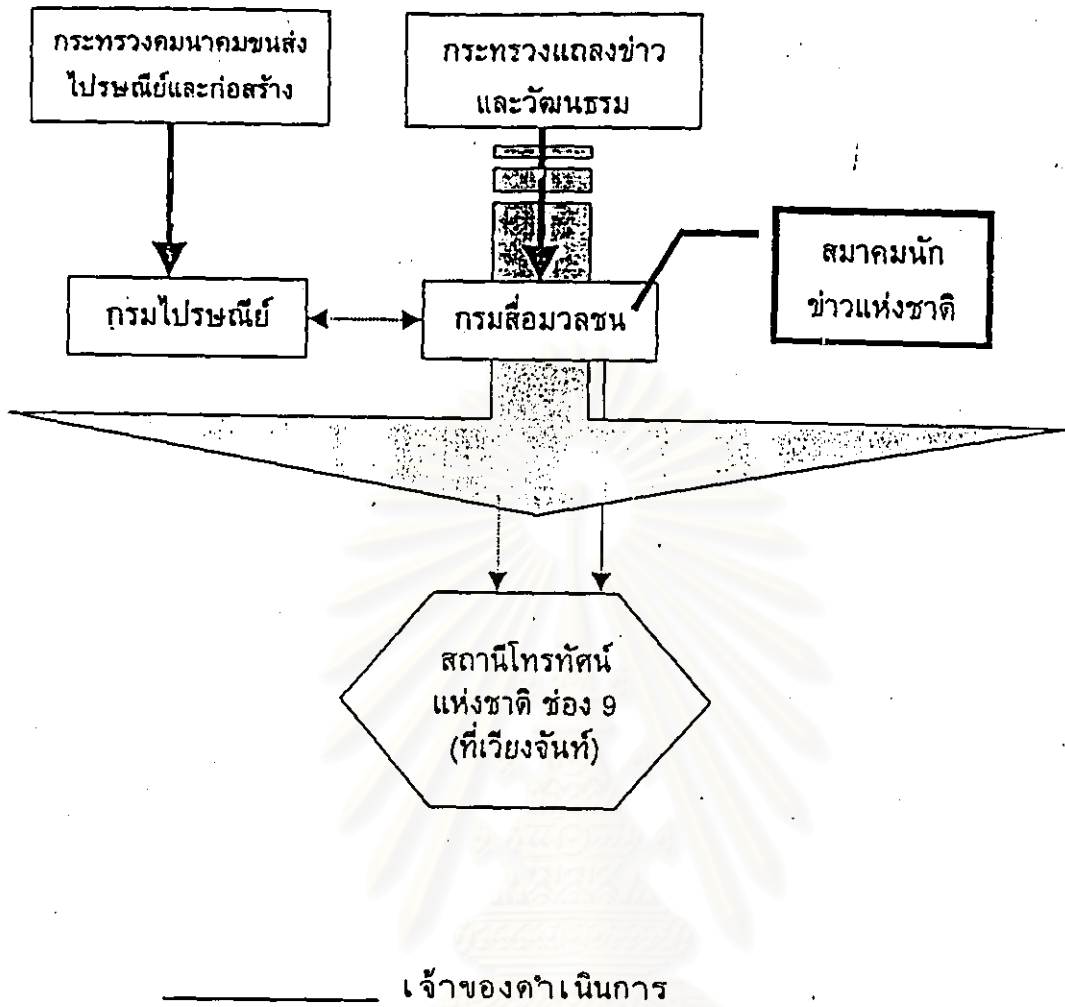 กระทรวงคมนาคมขนส่ง
ไปรษณีย์และก่อสร้าง
กระทรวงแถลงข่าว
และวัฒนธรรม
สมาคมนัก
ข่าวแห่งชาติ
กรมไปรษณีย์
กรมสื่อมวลชน
สถานีโทรทัศน์
แห่งชาติ ช่อง 9
(ที่เวียงจันท์)
เจ้าของดำเนินการ